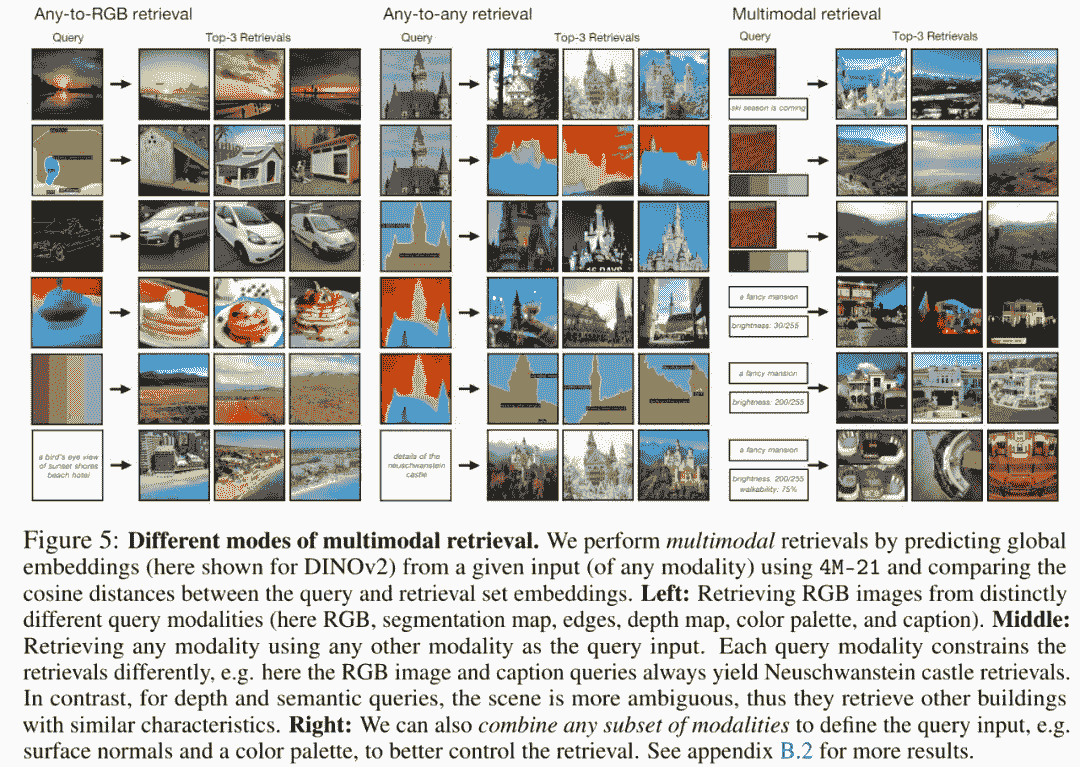 Any-to-RGB retrieval
Any-to-any retrieval
Multimodal retrieval
Query
Top-3 Retrievals
Query
Top-3 Retrievals
Query
Top-3 Retrievals
ski season is coming
a fancy mansion
brightness: 30/255
a fancy mansion
brightness: 200/255
a bird's eye view
of sunset shores
beach hotel
details of the
neuschwanstein
castle
a fancy mansion
brightness: 200/255
walkability: 75%
Figure 5: Different modes of multimodal retrieval. We perform multimodal retrievals by predicting global
embeddings (here shown for DINOv2) from a given input (of any modality) using 4M-21 and comparing the
cosine distances between the query and retrieval set embeddings. Left: Retrieving RGB images from distinctly
different query modalities (here RGB, segmentation map, edges, depth map, color palette, and caption). Middle:
Retrieving any modality using any other modality as the query input. Each query modality constrains the
retrievals differently, e.g. here the RGB image and caption queries always yield Neuschwanstein castle retrievals.
In contrast, for depth and semantic queries, the scene is more ambiguous, thus they retrieve other buildings
with similar characteristics. Right: We can also combine any subset of modalities to define the query input, e.g.
surface normals and a color palette, to better control the retrieval. See appendix B.2 for more results.